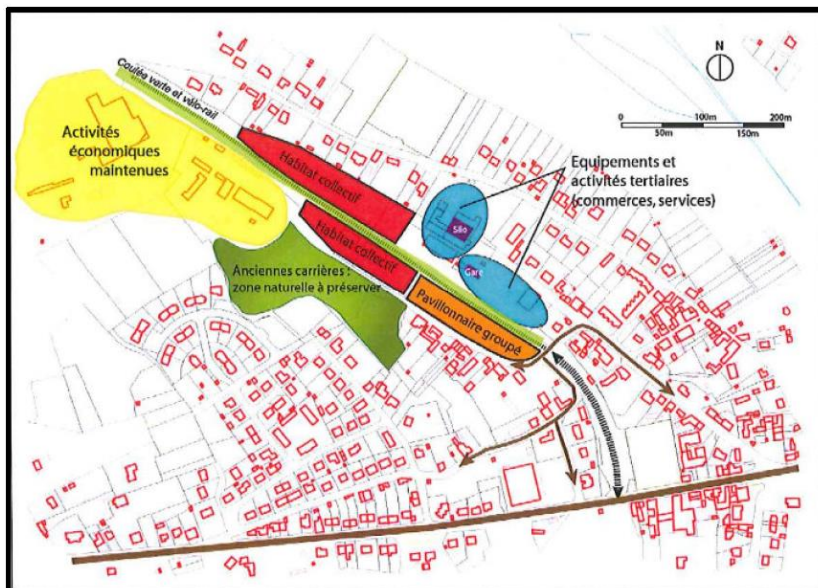 Coulée verte et vélo-rail
N
0
100m
200m
50m
150m
Activités
économiques
maintenues
Habitat collectif
Equipements et
activités tertiaires
(commerces, services)
Silo
Habitat collectif
Gare
Anciennes carrières :
zone naturelle à préserver
Pavillonnaire groupé